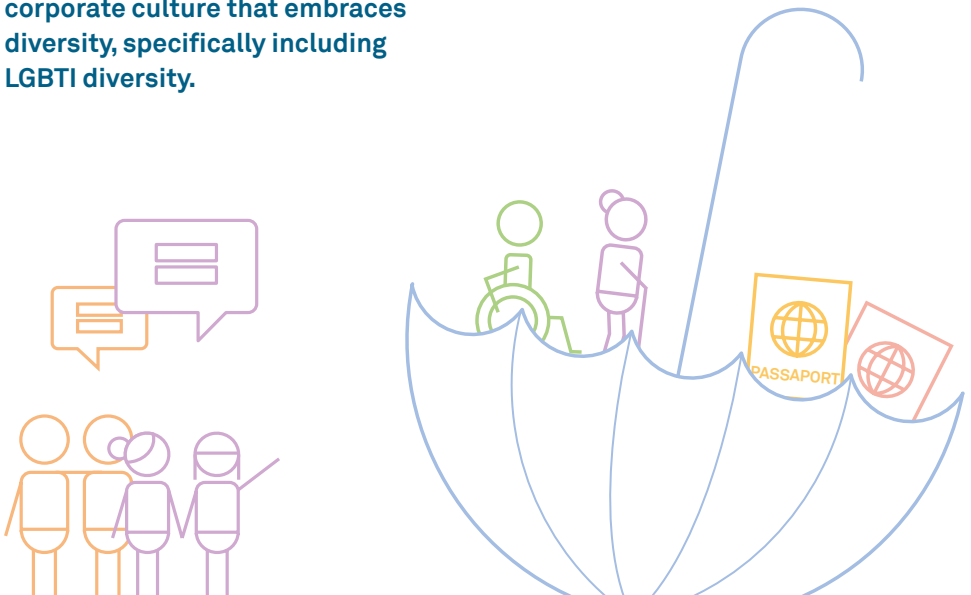 corporate culture that embraces
diversity, specifically including
LGBTI diversity.
PASSAPORT